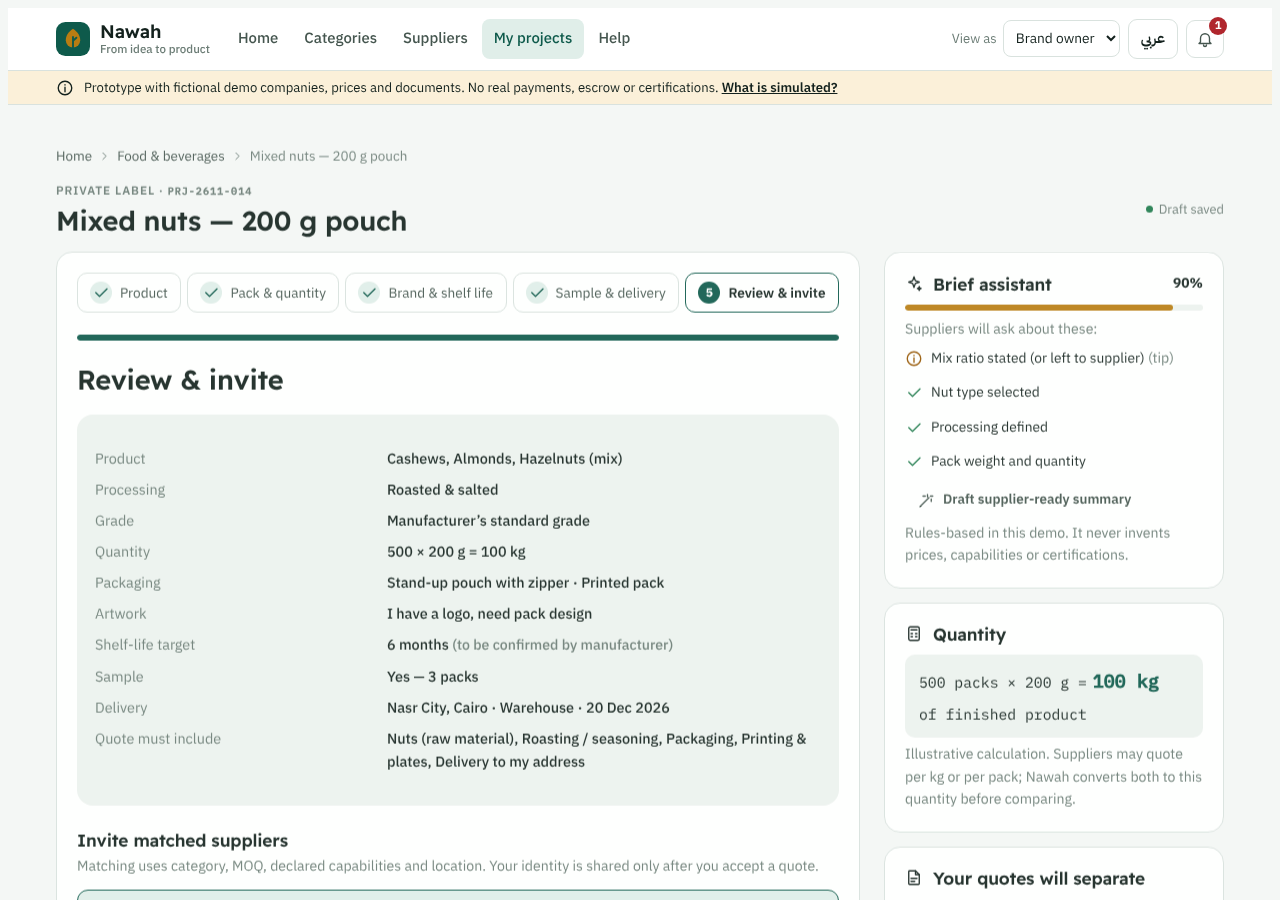 Nawah
From idea to product
Home
Categories
Suppliers
My projects
Help
View as
Brand owner
عربي
1
Prototype with fictional demo companies, prices and documents. No real payments, escrow or certifications. What is simulated?
Home > Food & beverages > Mixed nuts — 200 g pouch
PRIVATE LABEL · PRJ-2611-014
Mixed nuts — 200 g pouch
Draft saved
Product
Pack & quantity
Brand & shelf life
Sample & delivery
5 Review & invite
Review & invite
Product Cashews, Almonds, Hazelnuts (mix)
Processing Roasted & salted
Grade Manufacturer’s standard grade
Quantity 500 × 200 g = 100 kg
Packaging Stand-up pouch with zipper · Printed pack
Artwork I have a logo, need pack design
Shelf-life target 6 months (to be confirmed by manufacturer)
Sample Yes — 3 packs
Delivery Nasr City, Cairo · Warehouse · 20 Dec 2026
Quote must include Nuts (raw material), Roasting / seasoning, Packaging, Printing &
plates, Delivery to my address
Invite matched suppliers
Matching uses category, MOQ, declared capabilities and location. Your identity is shared only after you accept a quote.
Brief assistant 90%
Suppliers will ask about these:
Mix ratio stated (or left to supplier) (tip)
Nut type selected
Processing defined
Pack weight and quantity
Draft supplier-ready summary
Rules-based in this demo. It never invents
prices, capabilities or certifications.
Quantity
500 packs × 200 g = 100 kg
of finished product
Illustrative calculation. Suppliers may quote
per kg or per pack; Nawah converts both to this
quantity before comparing.
Your quotes will separate